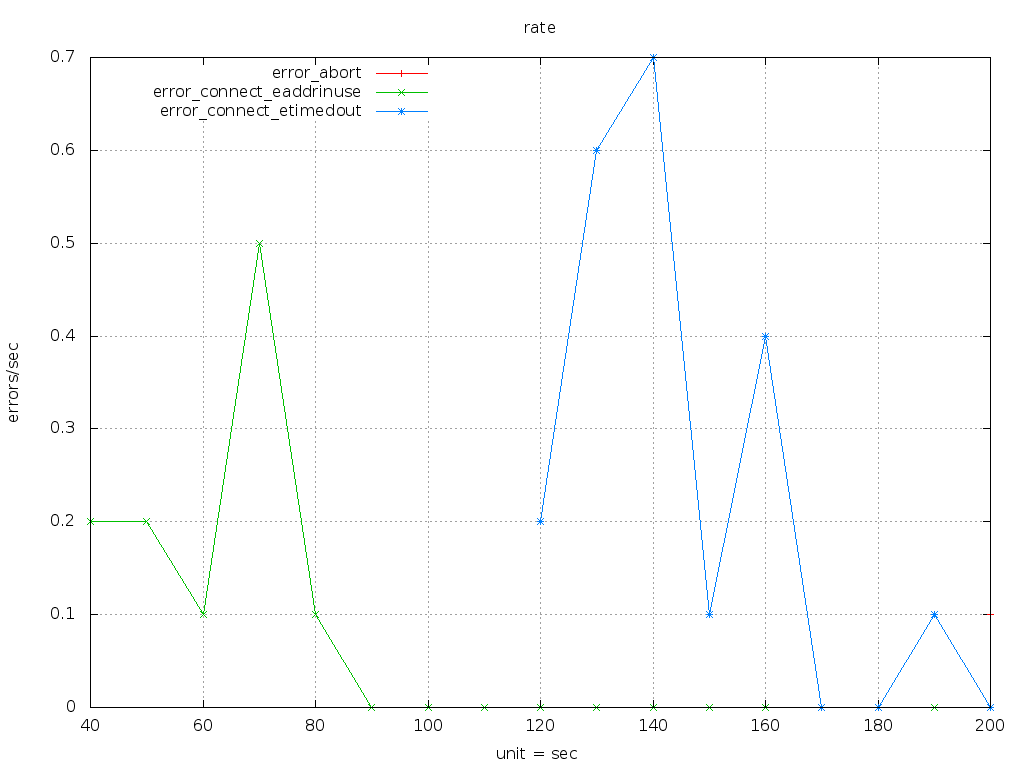 rate
0.7
0.6
0.5
0.4
0.3
0.2
0.1
0
errors/sec
error_abort
error_connect_eaddrinuse
error_connect_etimedout
40 60 80 100 120 140 160 180 200
unit = sec